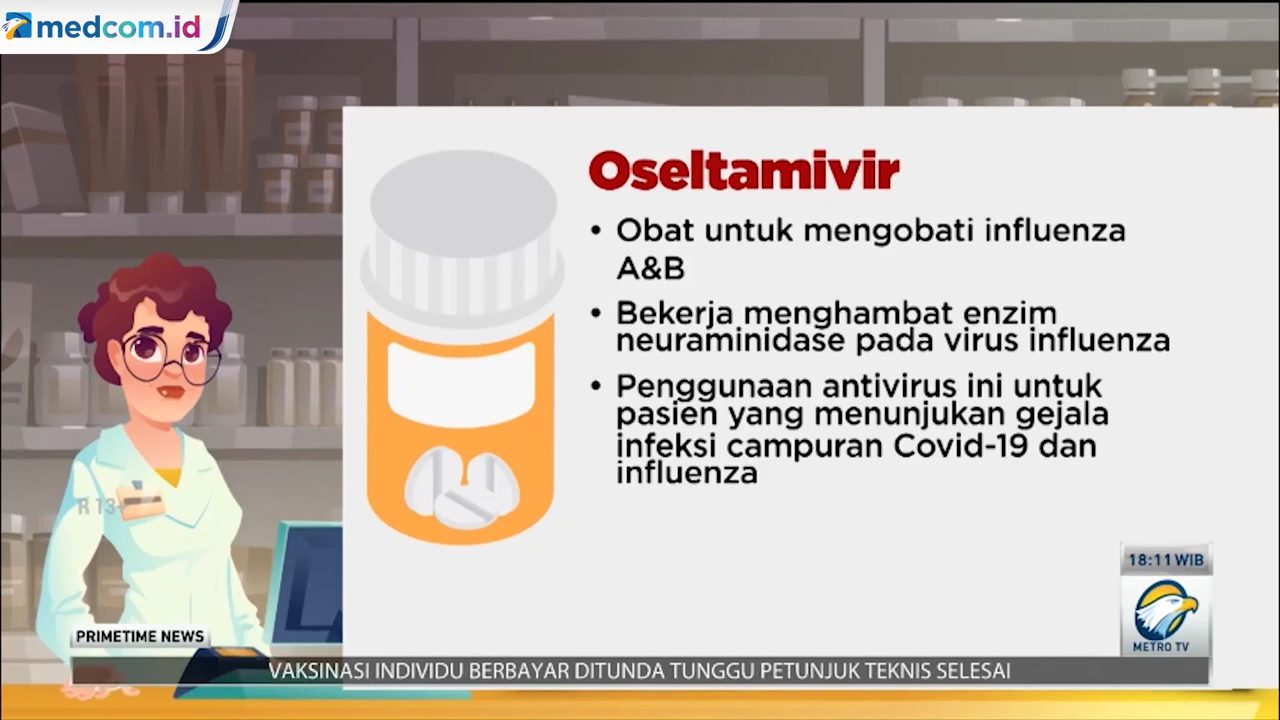 medcom.id
Oseltamivir
• Obat untuk mengobati influenza
A&B
• Bekerja menghambat enzim
neuraminidase pada virus influenza
• Penggunaan antivirus ini untuk
pasien yang menunjukan gejala
infeksi campuran Covid-19 dan
influenza
R 13+
18:11 WIB
METRO TV
PRIMETIME NEWS
VAKSINASI INDIVIDU BERBAYAR DITUNDA TUNGGU PETUNJUK TEKNIS SELESAI